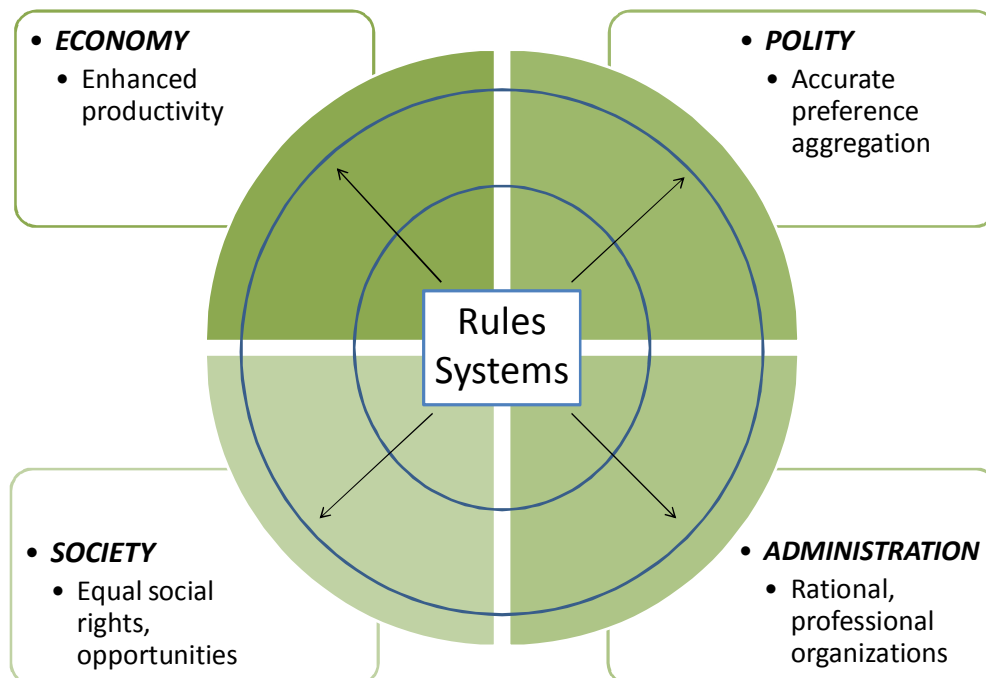 • ECONOMY
• Enhanced
productivity
• POLITY
• Accurate
preference
aggregation
Rules
Systems
• SOCIETY
• Equal social
rights,
opportunities
• ADMINISTRATION
• Rational,
professional
organizations